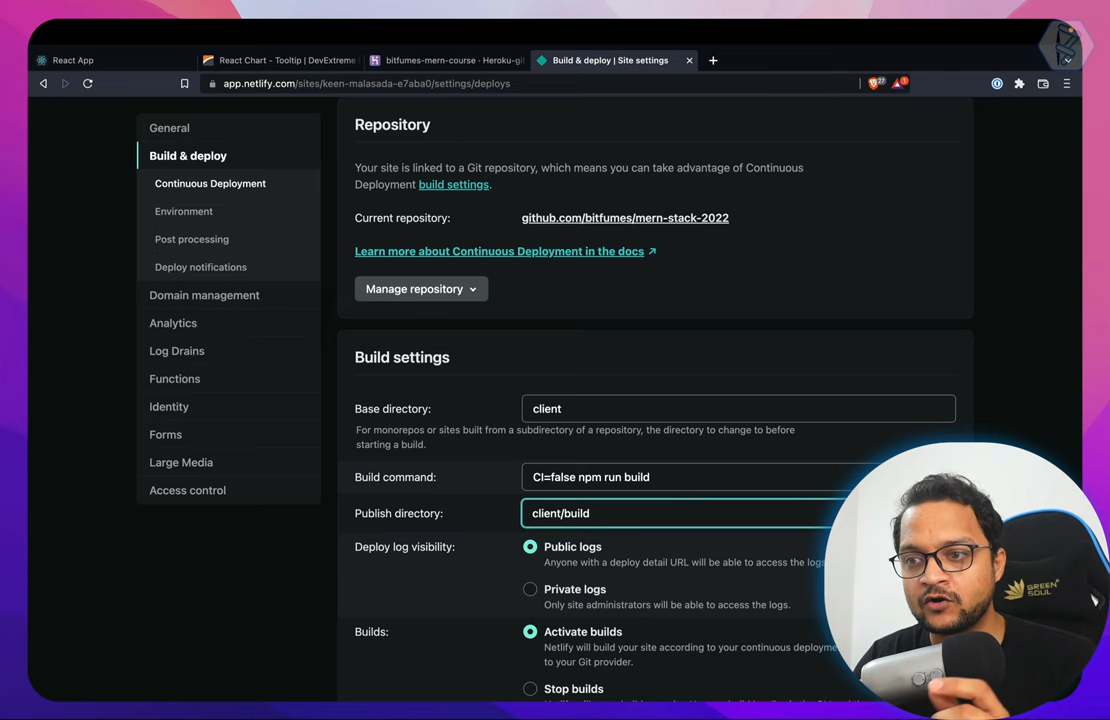 React App
React Chart - Tooltip | DevExtreme
bitfumes-mern-course · Heroku-git
Build & deploy | Site settings
app.netlify.com/sites/keen-malasada-e7aba0/settings/deploys
27
1
General
Build & deploy
Continuous Deployment
Environment
Post processing
Deploy notifications
Domain management
Analytics
Log Drains
Functions
Identity
Forms
Large Media
Access control
Repository
Your site is linked to a Git repository, which means you can take advantage of Continuous
Deployment build settings.
Current repository: github.com/bitfumes/mern-stack-2022
Learn more about Continuous Deployment in the docs ↗
Manage repository
Build settings
Base directory: client
For monorepos or sites built from a subdirectory of a repository, the directory to change to before
starting a build.
Build command: CI=false npm run build
Publish directory: client/build
Deploy log visibility: Public logs
Anyone with a deploy detail URL will be able to access the logs
Private logs
Only site administrators will be able to access the logs.
Builds: Activate builds
Netlify will build your site according to your continuous deployme
to your Git provider.
Stop builds
GREEN
SOUL